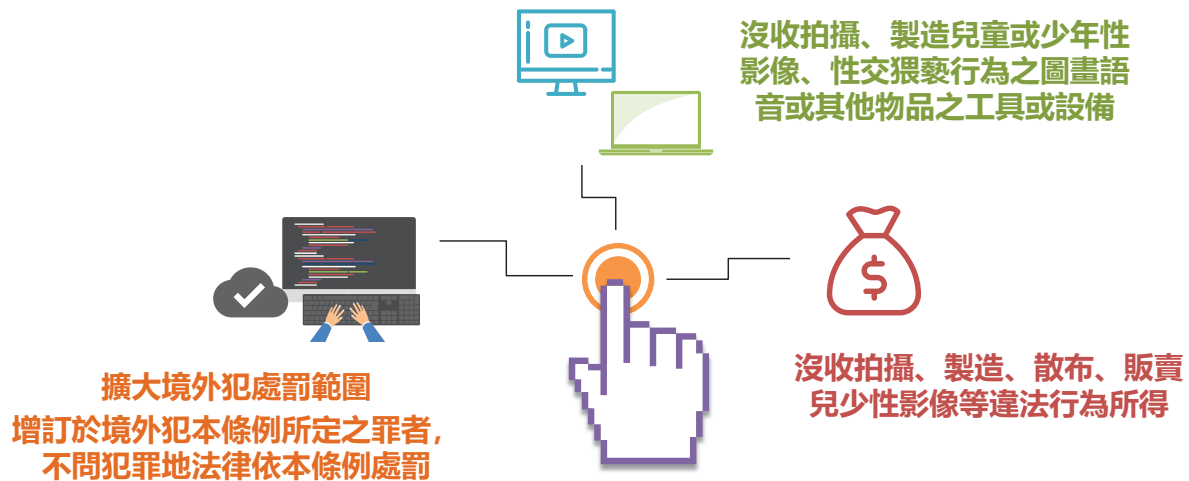 沒收拍攝、製造兒童或少年性
影像、性交猥褻行為之圖畫語
音或其他物品之工具或設備
$
擴大境外犯處罰範圍
增訂於境外犯本條例所定之罪者，
不問犯罪地法律依本條例處罰
沒收拍攝、製造、散布、販賣
兒少性影像等違法行為所得